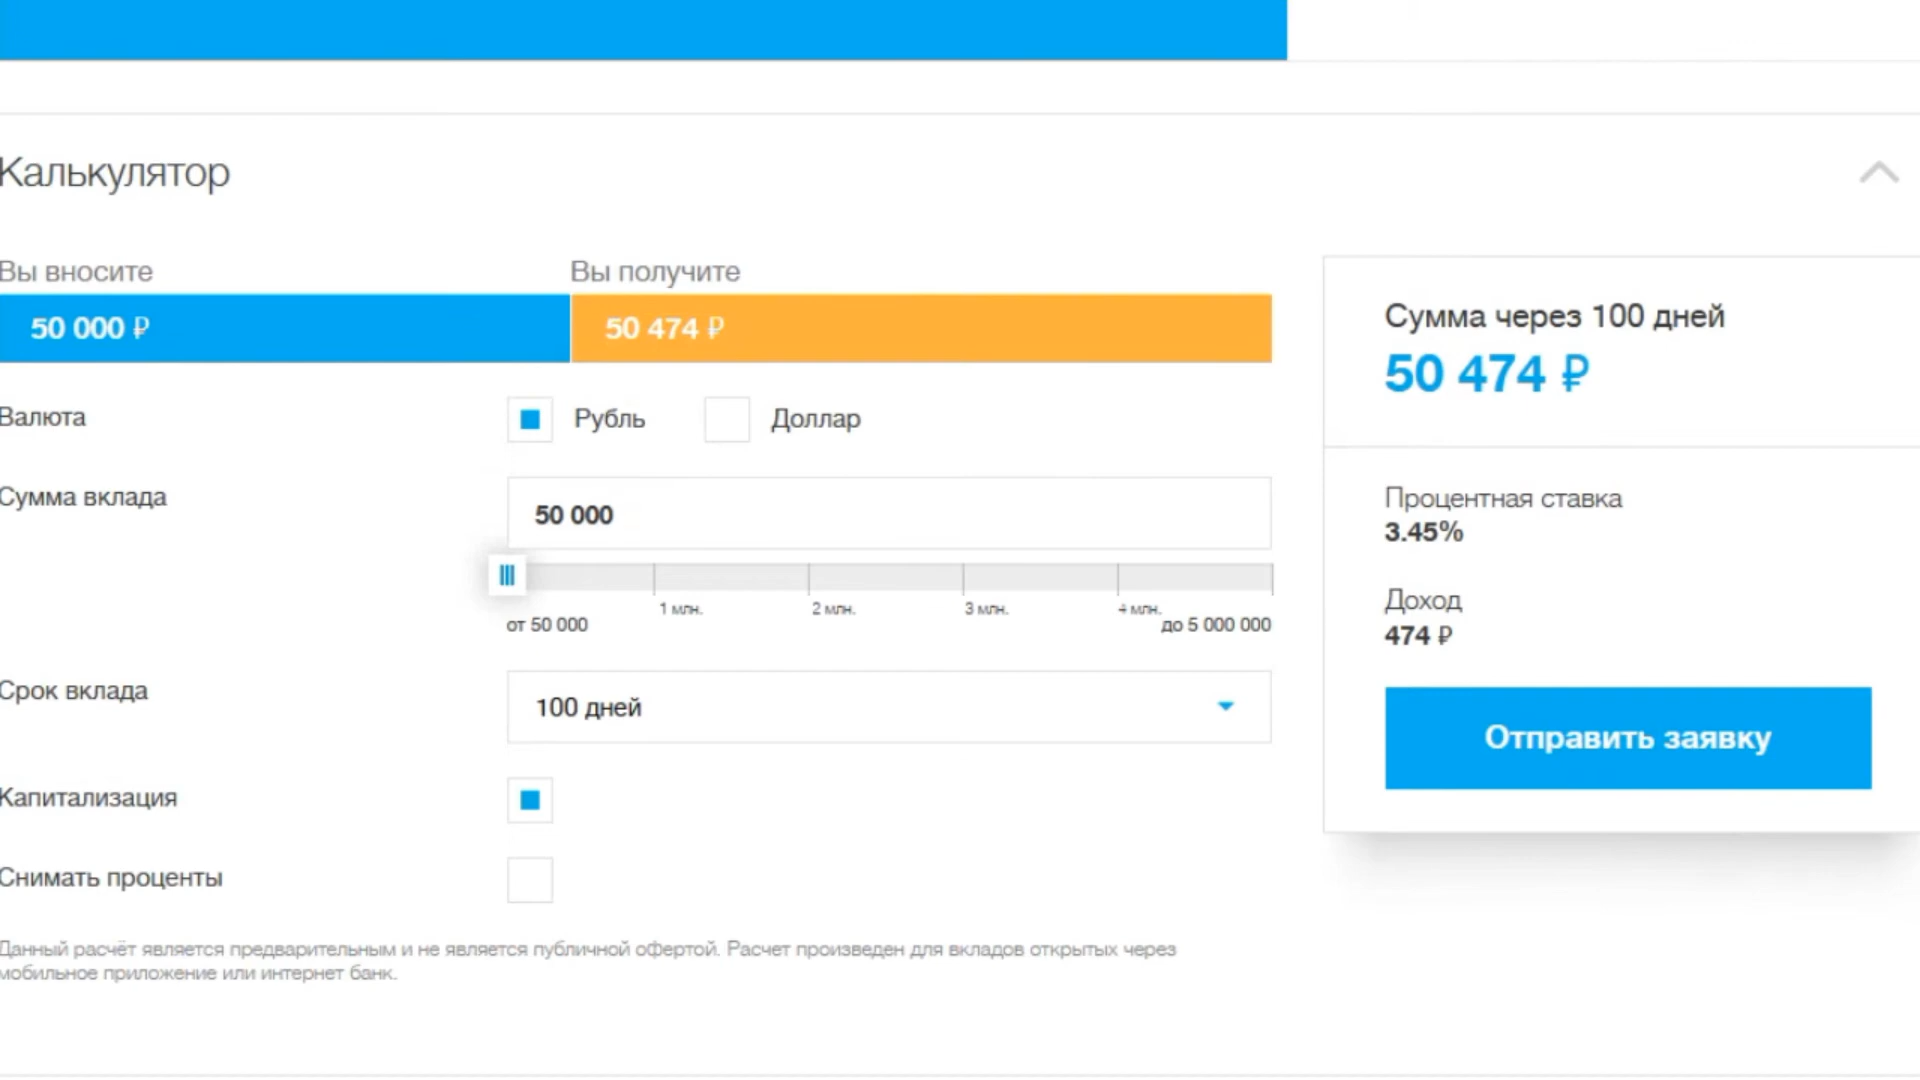 Калькулятор
Вы вносите
Вы получите
50 000 ₽
50 474 ₽
Валюта
Рубль
Доллар
Сумма вклада
50 000
1 млн.
2 млн.
3 млн.
4 млн.
от 50 000
до 5 000 000
Срок вклада
100 дней
Капитализация
Снимать проценты
Данный расчёт является предварительным и не является публичной офертой. Расчет произведен для вкладов открытых через
мобильное приложение или интернет банк.
Сумма через 100 дней
50 474 ₽
Процентная ставка
3.45%
Доход
474 ₽
Отправить заявку